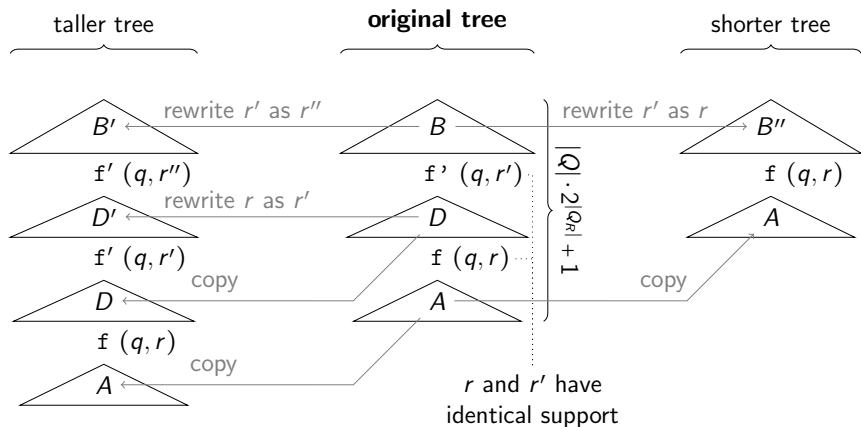 taller tree original tree shorter tree
rewrite r′ as r″ rewrite r′ as r
B′ B B″
f′ (q, r″) f' (q, r′) f (q, r)
rewrite r as r′
D′ D A
f′ (q, r′) f (q, r)
|Q| · 2^{|Q_R|} + 1
copy copy
D A
f (q, r)
copy
A
r and r′ have
identical support